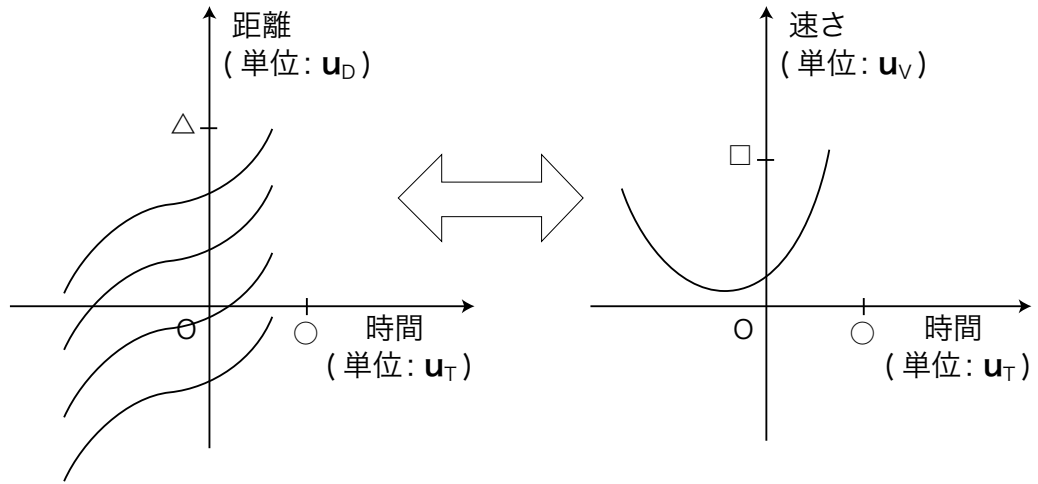 距離
( 単位: uD )
△
O
○
時間
( 単位: uT )
速さ
( 単位: uV )
□
O
○
時間
( 単位: uT )